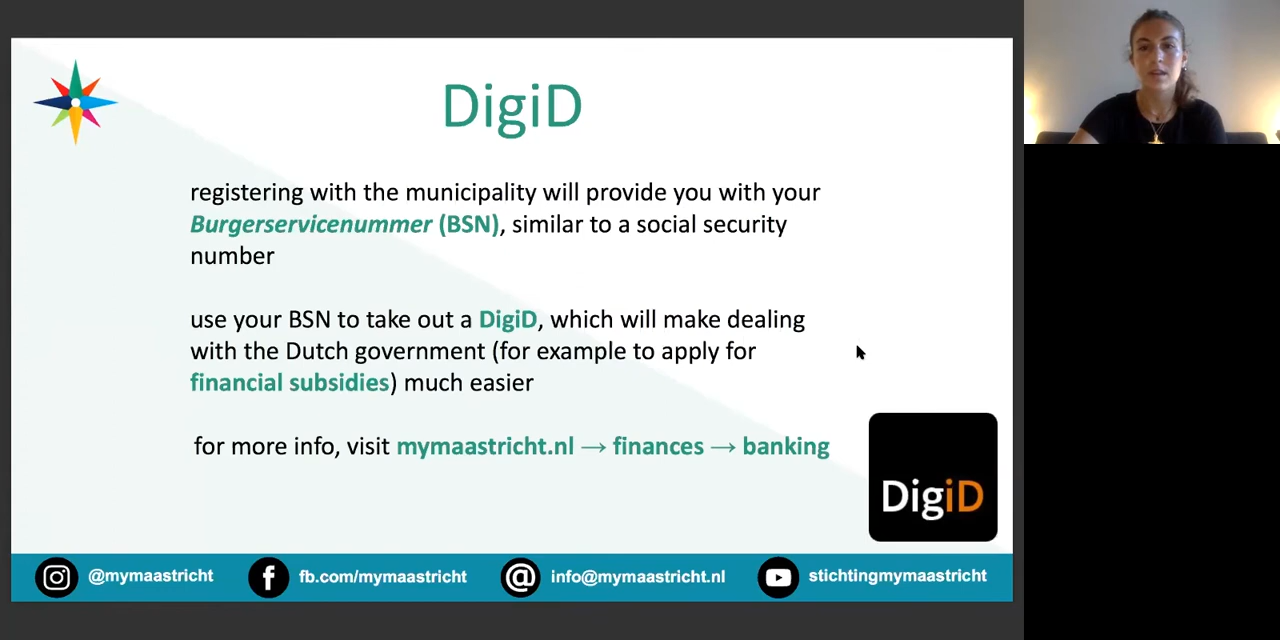 DigiD
registering with the municipality will provide you with your
Burgerservicenummer (BSN), similar to a social security
number
use your BSN to take out a DigiD, which will make dealing
with the Dutch government (for example to apply for
financial subsidies) much easier
for more info, visit mymaastricht.nl → finances → banking
DigiD
@mymaastricht
fb.com/mymaastricht
info@mymaastricht.nl
stichtingmymaastricht